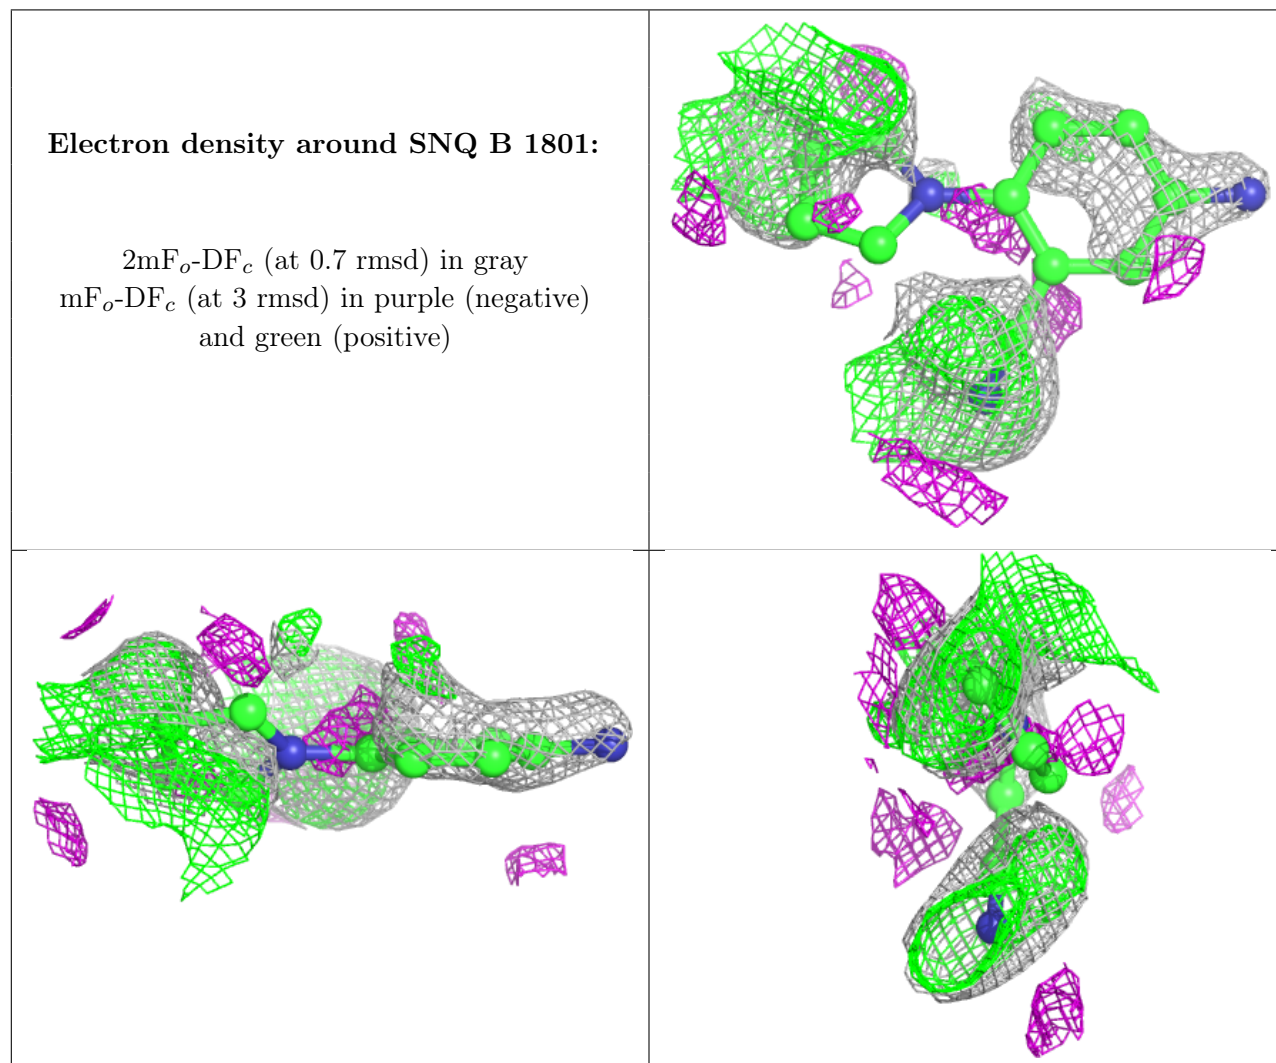 Electron density around SNQ B 1801:
2mFo-DFc (at 0.7 rmsd) in gray
mFo-DFc (at 3 rmsd) in purple (negative)
and green (positive)